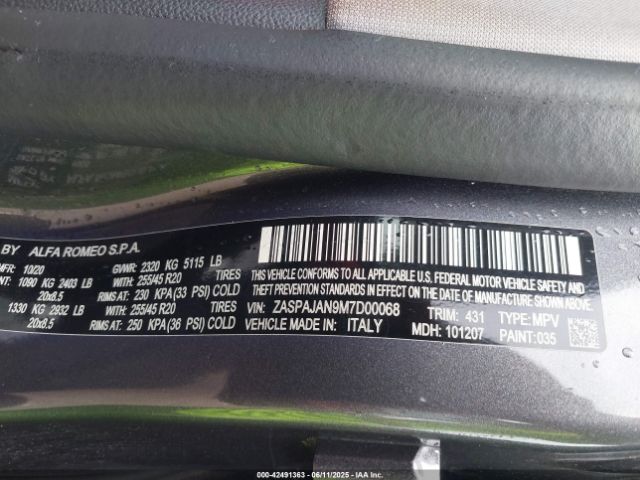 BY ALFA ROMEO S.P.A.
10/20 GVWR: 2320 KG 5115 LB
1090 KG 2403 LB WITH: 255/45 R20 TIRES
20x8.5 RIMS AT: 230 KPA(33 PSI) COLD
1330 KG 2932 LB WITH: 255/45 R20 TIRES
20x8.5 RIMS AT: 250 KPA(36 PSI) COLD
THIS VEHICLE CONFORMS TO ALL APPLICABLE U.S. FEDERAL MOTOR VEHICLE SAFETY, BUMPER, AND
THEFT PREVENTION STANDARDS IN EFFECT ON THE DATE OF MANUFACTURE SHOWN ABOVE.
VIN: ZASPAJAN9M7D00068 TRIM: 431 TYPE: MPV
VEHICLE MADE IN: ITALY MDH: 101207 PAINT: 035
000-42491363 - 06/11/2025 - IAAI.COM